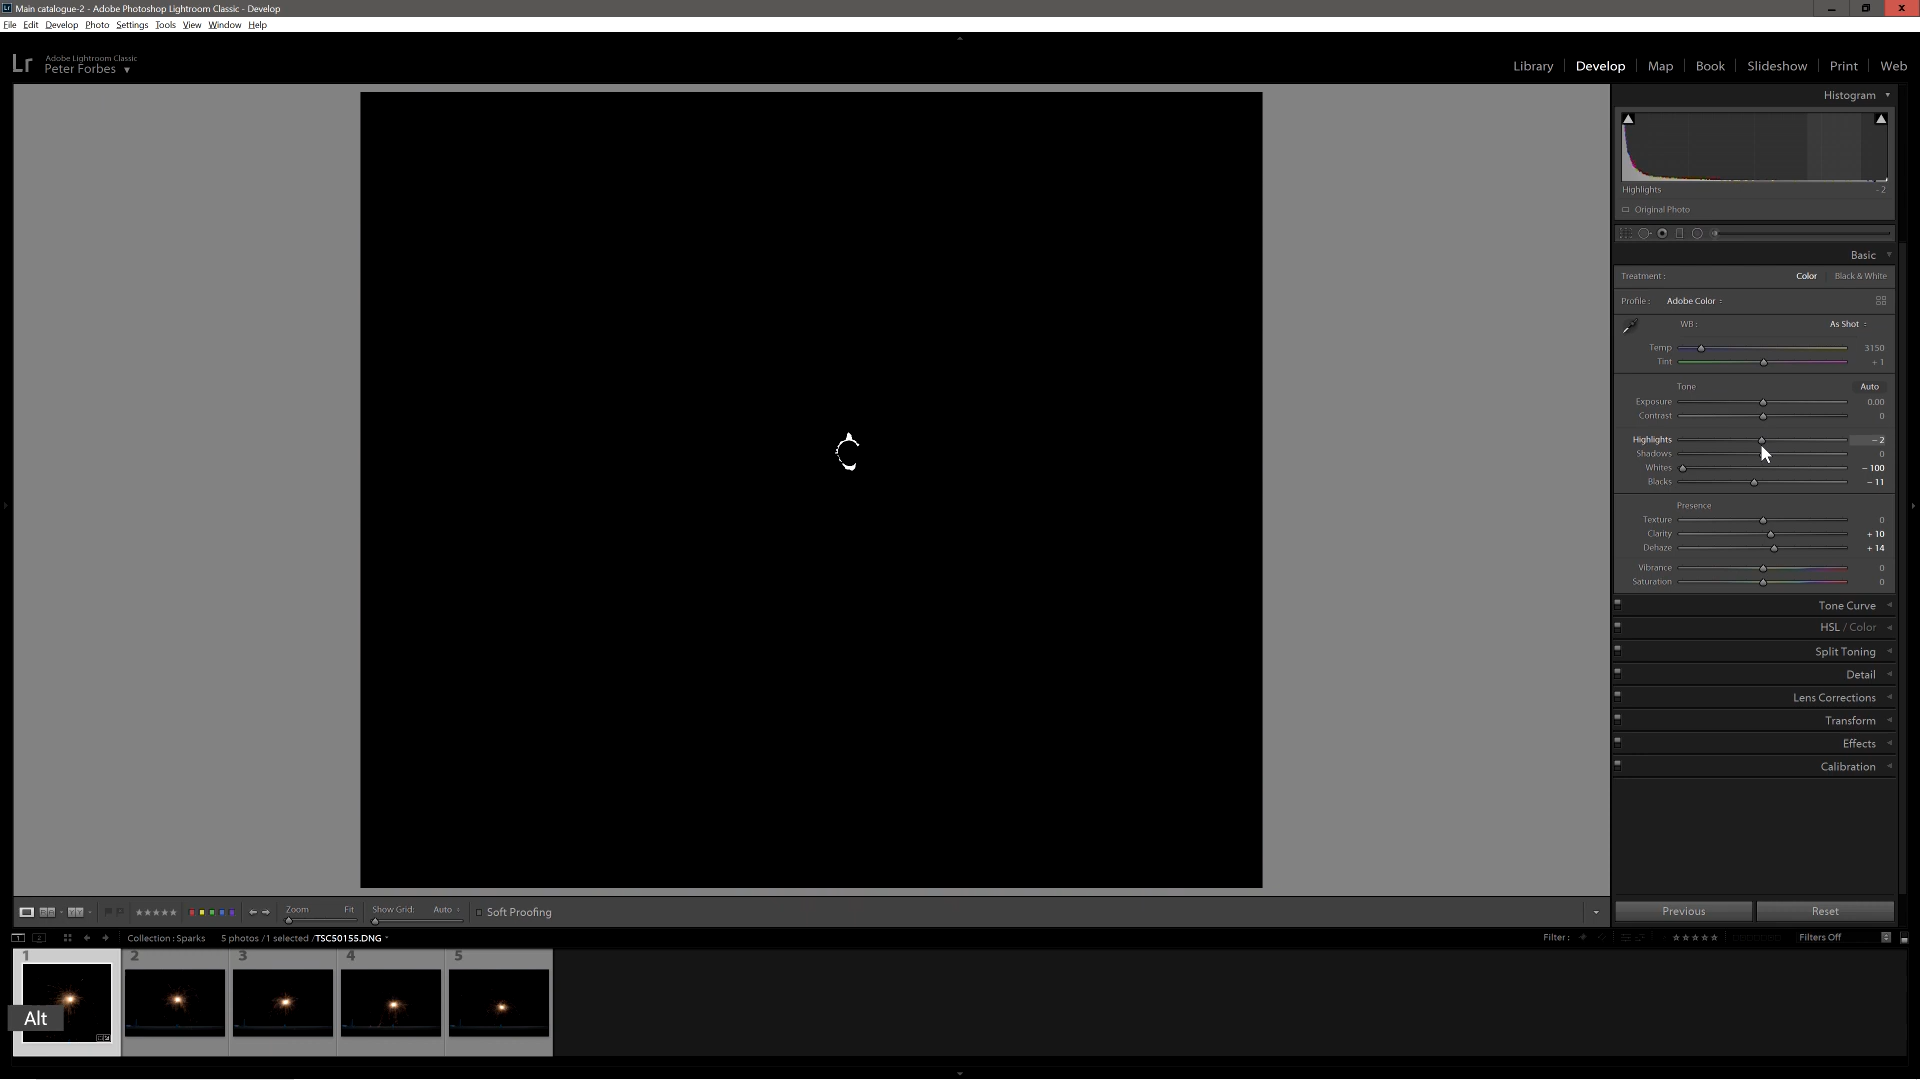 Main catalogue-2 - Adobe Photoshop Lightroom Classic - Develop
File Edit Develop Photo Settings Tools View Window Help
Lr Adobe Lightroom Classic
Peter Forbes
Library Develop Map Book Slideshow Print Web
Histogram
Highlights -2
Original Photo
Basic
Treatment : Color Black & White
Profile : Adobe Color
WB : As Shot
Temp 3150
Tint + 1
Tone Auto
Exposure 0.00
Contrast 0
Highlights - 2
Shadows 0
Whites - 100
Blacks - 11
Presence
Texture 0
Clarity + 10
Dehaze + 14
Vibrance 0
Saturation 0
Tone Curve
HSL / Color
Split Toning
Detail
Lens Corrections
Transform
Effects
Calibration
Previous Reset
Zoom Fit Show Grid: Auto Soft Proofing
1 2 Collection : Sparks 5 photos / 1 selected / TSC50155.DNG Filter : Filters Off
1 2 3 4 5
Alt